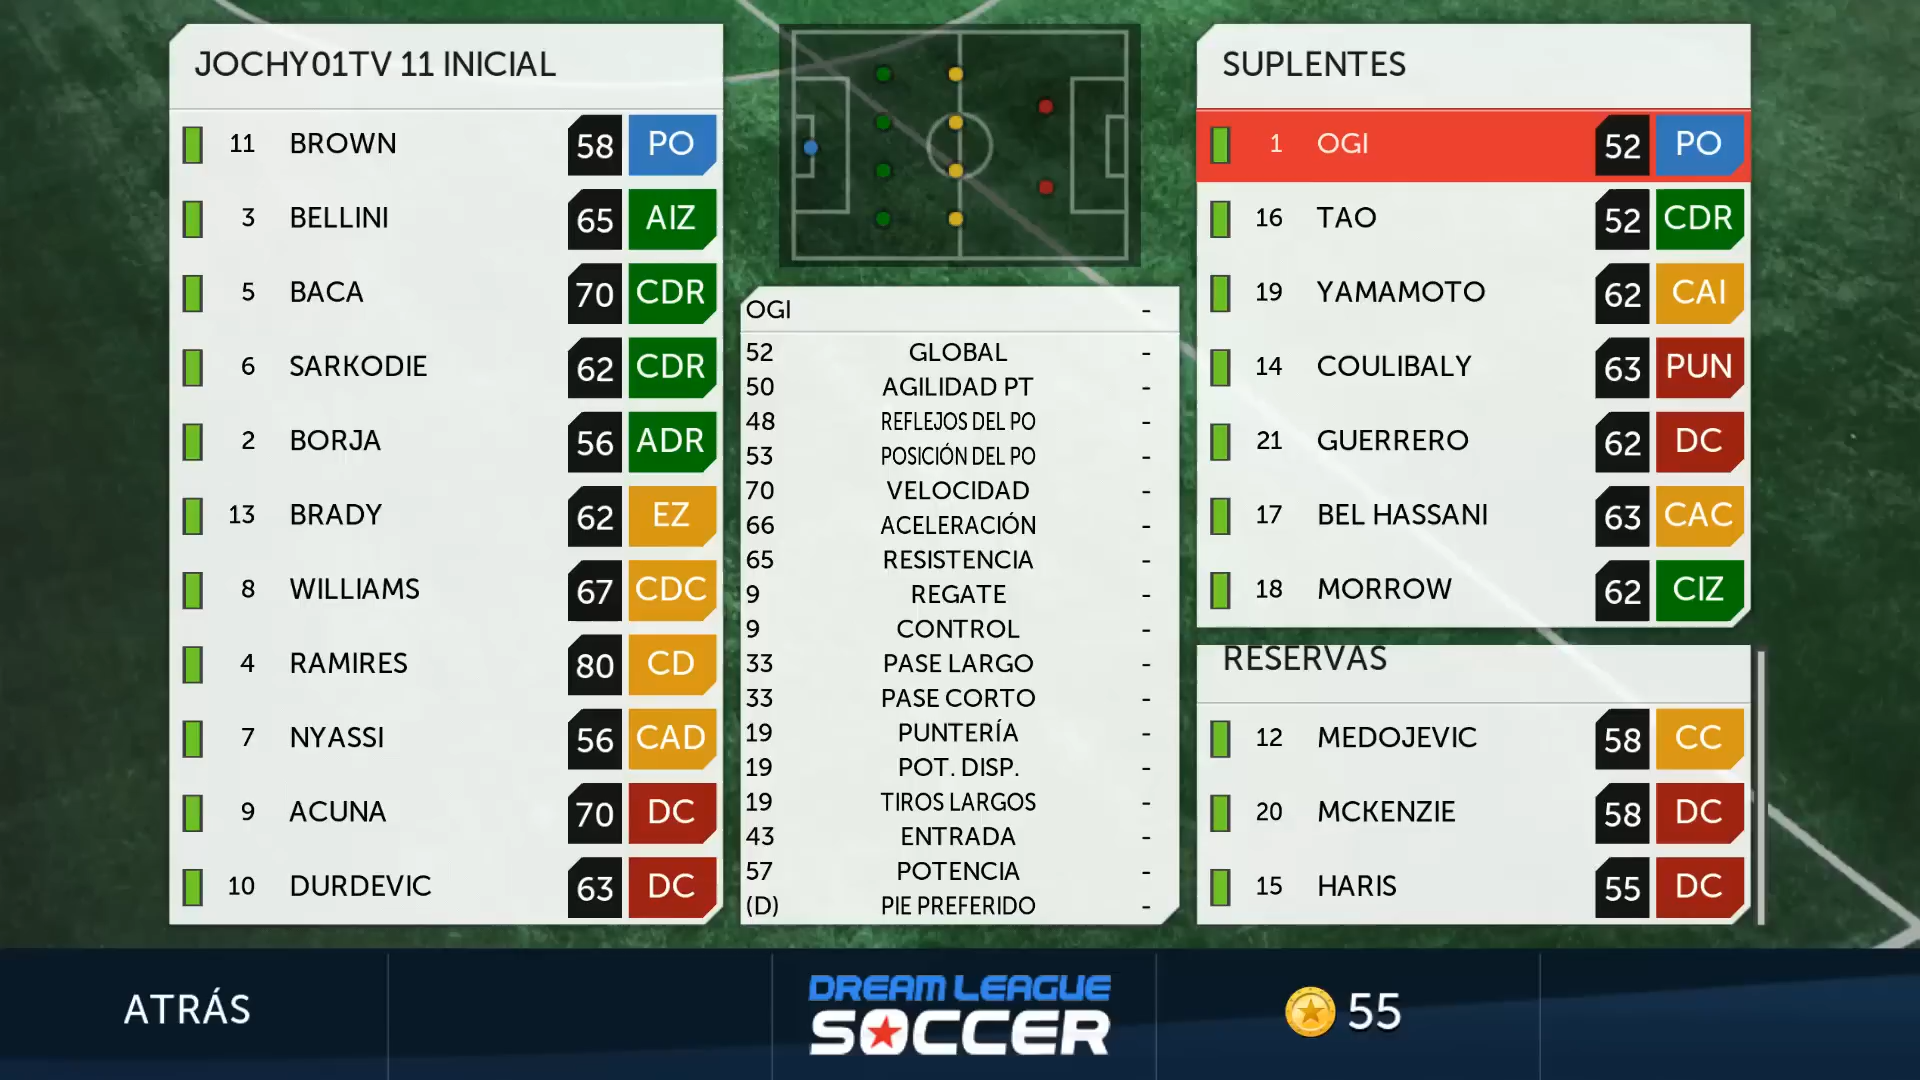 JOCHY01TV 11 INICIAL
11 BROWN 58 PO
3 BELLINI 65 AIZ
5 BACA 70 CDR
6 SARKODIE 62 CDR
2 BORJA 56 ADR
13 BRADY 62 EZ
8 WILLIAMS 67 CDC
4 RAMIRES 80 CD
7 NYASSI 56 CAD
9 ACUNA 70 DC
10 DURDEVIC 63 DC
OGI -
52 GLOBAL -
50 AGILIDAD PT -
48 REFLEJOS DEL PO -
53 POSICIÓN DEL PO -
70 VELOCIDAD -
66 ACELERACIÓN -
65 RESISTENCIA -
9 REGATE -
9 CONTROL -
33 PASE LARGO -
33 PASE CORTO -
19 PUNTERÍA -
19 POT. DISP. -
19 TIROS LARGOS -
43 ENTRADA -
57 POTENCIA -
(D) PIE PREFERIDO -
SUPLENTES
1 OGI 52 PO
16 TAO 52 CDR
19 YAMAMOTO 62 CAI
14 COULIBALY 63 PUN
21 GUERRERO 62 DC
17 BEL HASSANI 63 CAC
18 MORROW 62 CIZ
RESERVAS
12 MEDOJEVIC 58 CC
20 MCKENZIE 58 DC
15 HARIS 55 DC
ATRÁS
DREAM LEAGUE
SOCCER
55